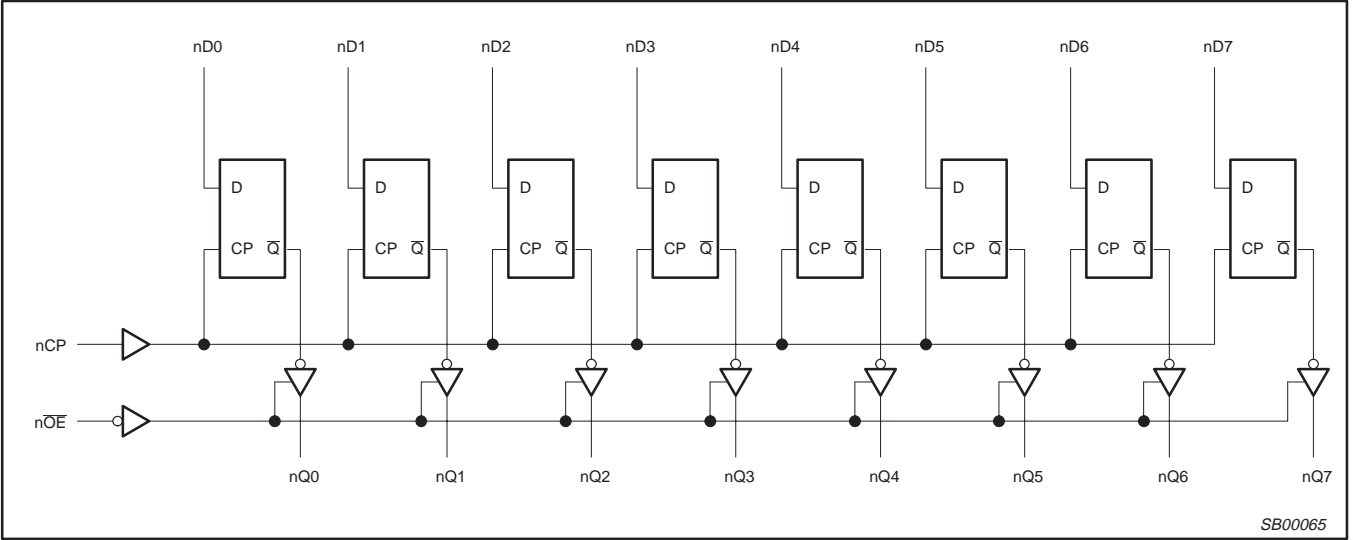 nD0 nD1 nD2 nD3 nD4 nD5 nD6 nD7
D D D D D D D D
CP Q̅ CP Q̅ CP Q̅ CP Q̅ CP Q̅ CP Q̅ CP Q̅ CP Q̅
nCP
nO̅E̅
nQ0 nQ1 nQ2 nQ3 nQ4 nQ5 nQ6 nQ7
SB00065